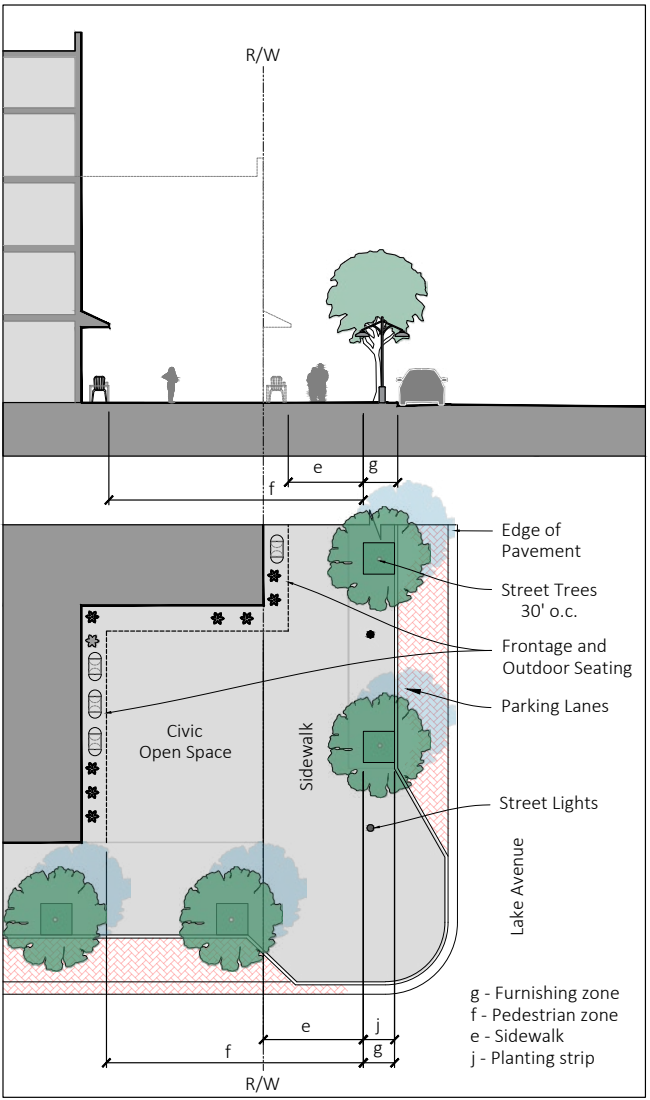 R/W
e
g
f
Edge of
Pavement
Street Trees
30' o.c.
Frontage and
Outdoor Seating
Parking Lanes
Civic
Open Space
Sidewalk
Street Lights
Lake Avenue
g - Furnishing zone
f - Pedestrian zone
e - Sidewalk
j - Planting strip
e
j
f
g
R/W